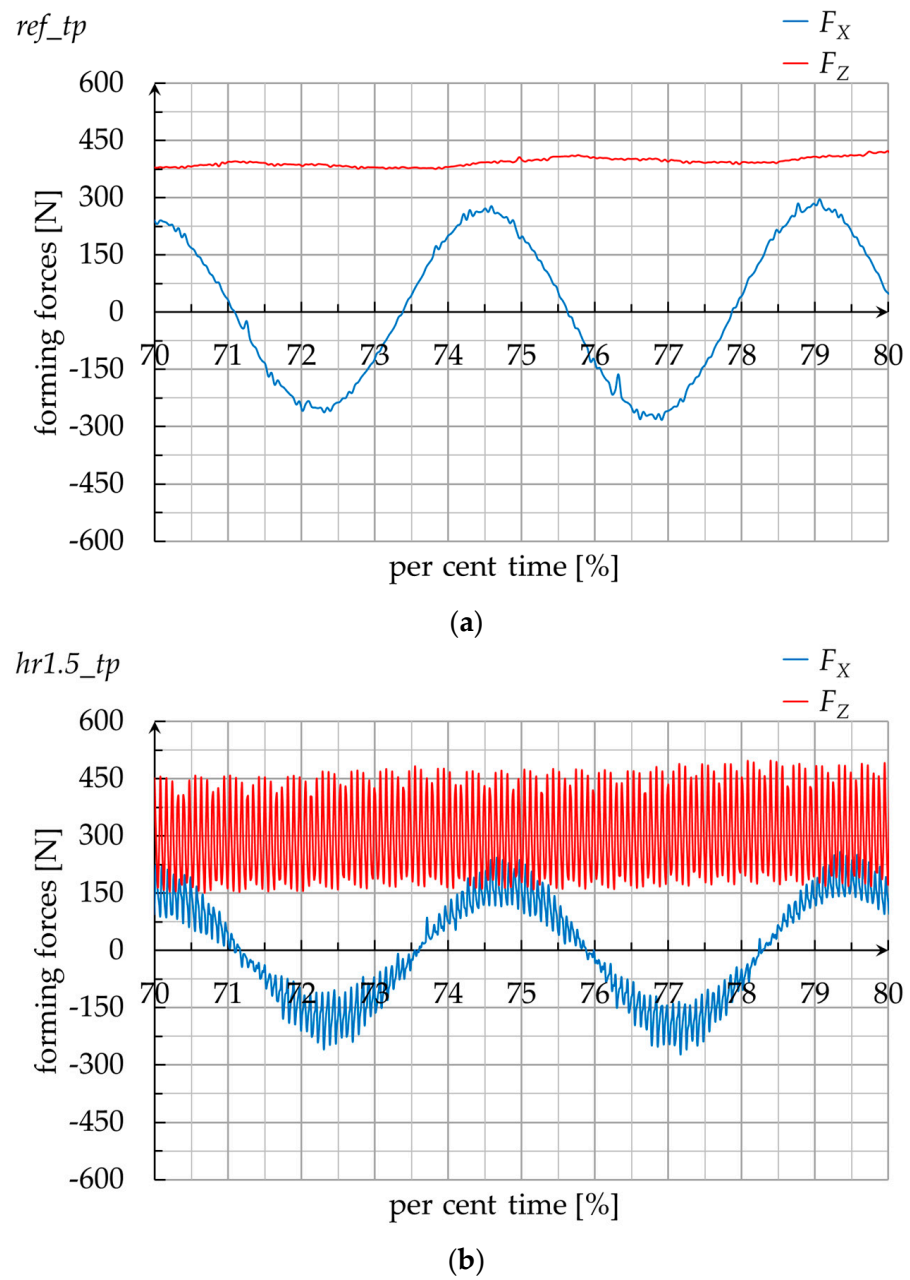 ref_tp
F_X
F_Z
600
450
300
150
0
-150
-300
-450
-600
70 71 72 73 74 75 76 77 78 79 80
forming forces [N]
per cent time [%]
(a)
hr1.5_tp
F_X
F_Z
600
450
300
150
0
-150
-300
-450
-600
70 71 72 73 74 75 76 77 78 79 80
forming forces [N]
per cent time [%]
(b)